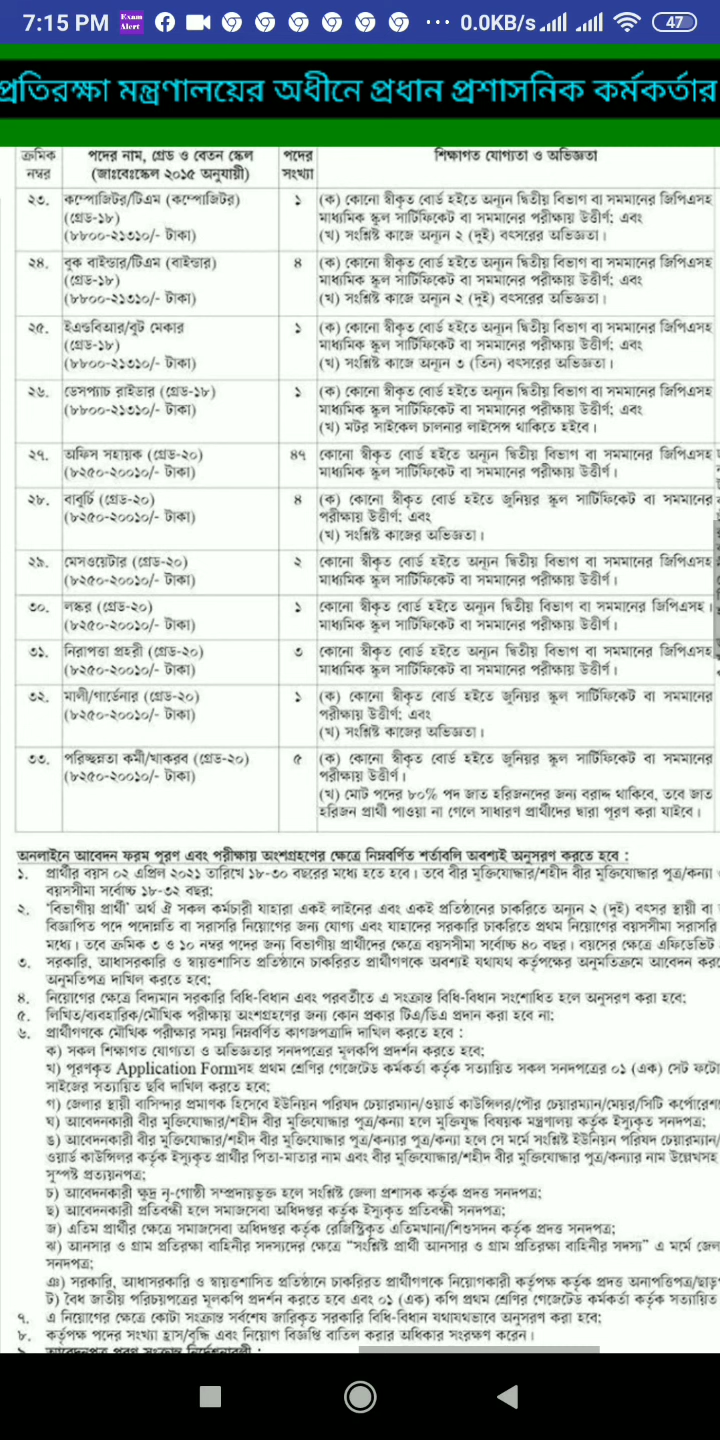 7:15 PM Exam Alert 0.0KB/s 47
প্রতিরক্ষা মন্ত্রণালয়ের অধীনে প্রধান প্রশাসনিক কর্মকর্তার
ক্রমিক নম্বর পদের নাম, গ্রেড ও বেতন স্কেল (জাঃবেঃস্কেল ২০১৫ অনুযায়ী) পদের সংখ্যা শিক্ষাগত যোগ্যতা ও অভিজ্ঞতা
২৩. কম্পোজিটর/টিএম (কম্পোজিটর) ১ (ক) কোনো স্বীকৃত বোর্ড হইতে অন্যূন দ্বিতীয় বিভাগ বা সমমানের জিপিএসহ
(গ্রেড-১৮) মাধ্যমিক স্কুল সার্টিফিকেট বা সমমানের পরীক্ষায় উত্তীর্ণ; এবং
(৮৮০০-২১৩১০/- টাকা) (খ) সংশ্লিষ্ট কাজে অন্যূন ২ (দুই) বৎসরের অভিজ্ঞতা।
২৪. বুক বাইন্ডার/টিএম (বাইন্ডার) ৪ (ক) কোনো স্বীকৃত বোর্ড হইতে অন্যূন দ্বিতীয় বিভাগ বা সমমানের জিপিএসহ
(গ্রেড-১৮) মাধ্যমিক স্কুল সার্টিফিকেট বা সমমানের পরীক্ষায় উত্তীর্ণ; এবং
(৮৮০০-২১৩১০/- টাকা) (খ) সংশ্লিষ্ট কাজে অন্যূন ২ (দুই) বৎসরের অভিজ্ঞতা।
২৫. ইএন্ডবিআর/বুট মেকার ১ (ক) কোনো স্বীকৃত বোর্ড হইতে অন্যূন দ্বিতীয় বিভাগ বা সমমানের জিপিএসহ
(গ্রেড-১৮) মাধ্যমিক স্কুল সার্টিফিকেট বা সমমানের পরীক্ষায় উত্তীর্ণ; এবং
(৮৮০০-২১৩১০/- টাকা) (খ) সংশ্লিষ্ট কাজে অন্যূন ৩ (তিন) বৎসরের অভিজ্ঞতা।
২৬. ডেসপ্যাচ রাইডার (গ্রেড-১৮) ১ (ক) কোনো স্বীকৃত বোর্ড হইতে অন্যূন দ্বিতীয় বিভাগ বা সমমানের জিপিএসহ
(৮৮০০-২১৩১০/- টাকা) মাধ্যমিক স্কুল সার্টিফিকেট বা সমমানের পরীক্ষায় উত্তীর্ণ; এবং
(খ) মটর সাইকেল চালনার লাইসেন্স থাকিতে হইবে।
২৭. অফিস সহায়ক (গ্রেড-২০) ৪৭ কোনো স্বীকৃত বোর্ড হইতে অন্যূন দ্বিতীয় বিভাগ বা সমমানের জিপিএসহ
(৮২৫০-২০০১০/- টাকা) মাধ্যমিক স্কুল সার্টিফিকেট বা সমমানের পরীক্ষায় উত্তীর্ণ।
২৮. বাবুর্চি (গ্রেড-২০) ৪ (ক) কোনো স্বীকৃত বোর্ড হইতে জুনিয়র স্কুল সার্টিফিকেট বা সমমানের
(৮২৫০-২০০১০/- টাকা) পরীক্ষায় উত্তীর্ণ; এবং
(খ) সংশ্লিষ্ট কাজের অভিজ্ঞতা।
২৯. মেসওয়েটার (গ্রেড-২০) ২ কোনো স্বীকৃত বোর্ড হইতে অন্যূন দ্বিতীয় বিভাগ বা সমমানের জিপিএসহ
(৮২৫০-২০০১০/- টাকা) মাধ্যমিক স্কুল সার্টিফিকেট বা সমমানের পরীক্ষায় উত্তীর্ণ।
৩০. লস্কর (গ্রেড-২০) ১ কোনো স্বীকৃত বোর্ড হইতে অন্যূন দ্বিতীয় বিভাগ বা সমমানের জিপিএসহ।
(৮২৫০-২০০১০/- টাকা) মাধ্যমিক স্কুল সার্টিফিকেট বা সমমানের পরীক্ষায় উত্তীর্ণ।
৩১. নিরাপত্তা প্রহরী (গ্রেড-২০) ৩ কোনো স্বীকৃত বোর্ড হইতে অন্যূন দ্বিতীয় বিভাগ বা সমমানের জিপিএসহ
(৮২৫০-২০০১০/- টাকা) মাধ্যমিক স্কুল সার্টিফিকেট বা সমমানের পরীক্ষায় উত্তীর্ণ।
৩২. মালী/গার্ডেনার (গ্রেড-২০) ১ (ক) কোনো স্বীকৃত বোর্ড হইতে জুনিয়র স্কুল সার্টিফিকেট বা সমমানের
(৮২৫০-২০০১০/- টাকা) পরীক্ষায় উত্তীর্ণ; এবং
(খ) সংশ্লিষ্ট কাজের অভিজ্ঞতা।
৩৩. পরিচ্ছন্নতা কর্মী/খাকরব (গ্রেড-২০) ৫ (ক) কোনো স্বীকৃত বোর্ড হইতে জুনিয়র স্কুল সার্টিফিকেট বা সমমানের
(৮২৫০-২০০১০/- টাকা) পরীক্ষায় উত্তীর্ণ।
(খ) মোট পদের ৮০% পদ জাত হরিজনদের জন্য বরাদ্দ থাকিবে, তবে জাত
হরিজন প্রার্থী পাওয়া না গেলে সাধারণ প্রার্থীদের দ্বারা পূরণ করা যাইবে।
অনলাইনে আবেদন ফরম পূরণ এবং পরীক্ষায় অংশগ্রহণের ক্ষেত্রে নিম্নবর্ণিত শর্তাবলি অবশ্যই অনুসরণ করতে হবে :
১. প্রার্থীর বয়স ০২ এপ্রিল ২০২১ তারিখে ১৮-৩০ বছরের মধ্যে হতে হবে। তবে বীর মুক্তিযোদ্ধার/শহীদ বীর মুক্তিযোদ্ধার পুত্র/কন্যা
বয়সসীমা সর্বোচ্চ ১৮-৩২ বছর;
২. ‘বিভাগীয় প্রার্থী’ অর্থ ঐ সকল কর্মচারী যাহারা একই লাইনের এবং একই প্রতিষ্ঠানের চাকরিতে অন্যূন ২ (দুই) বৎসর স্থায়ী বা
বিজ্ঞাপিত পদে পদোন্নতি বা সরাসরি নিয়োগের জন্য যোগ্য এবং যাহাদের সরকারি চাকরিতে প্রথম নিয়োগের বয়সসীমা সরাসরি
মধ্যে। তবে ক্রমিক ৩ ও ১০ নম্বর পদের জন্য বিভাগীয় প্রার্থীদের ক্ষেত্রে বয়সসীমা সর্বোচ্চ ৪০ বছর। বয়সের ক্ষেত্রে এফিডেভিট
৩. সরকারি, আধাসরকারি ও স্বায়ত্তশাসিত প্রতিষ্ঠানে চাকরিরত প্রার্থীগণকে অবশ্যই যথাযথ কর্তৃপক্ষের অনুমতিক্রমে আবেদন কর
অনুমতিপত্র দাখিল করতে হবে;
৪. নিয়োগের ক্ষেত্রে বিদ্যমান সরকারি বিধি-বিধান এবং পরবর্তীতে এ সংক্রান্ত বিধি-বিধান সংশোধিত হলে অনুসরণ করা হবে;
৫. লিখিত/ব্যবহারিক/মৌখিক পরীক্ষায় অংশগ্রহণের জন্য কোন প্রকার টিএ/ডিএ প্রদান করা হবে না;
৬. প্রার্থীগণকে মৌখিক পরীক্ষার সময় নিম্নবর্ণিত কাগজপত্রাদি দাখিল করতে হবে :
ক) সকল শিক্ষাগত যোগ্যতা ও অভিজ্ঞতার সনদপত্রের মূলকপি প্রদর্শন করতে হবে;
খ) পূরণকৃত Application Formসহ প্রথম শ্রেণির গেজেটেড কর্মকর্তা কর্তৃক সত্যায়িত সকল সনদপত্রের ০১ (এক) সেট ফটো
সাইজের সত্যায়িত ছবি দাখিল করতে হবে;
গ) জেলার স্থায়ী বাসিন্দার প্রমাণক হিসেবে ইউনিয়ন পরিষদ চেয়ারম্যান/ওয়ার্ড কাউন্সিলর/পৌর চেয়ারম্যান/মেয়র/সিটি কর্পোরেশ
ঘ) আবেদনকারী বীর মুক্তিযোদ্ধার/শহীদ বীর মুক্তিযোদ্ধার পুত্র/কন্যা হলে মুক্তিযুদ্ধ বিষয়ক মন্ত্রণালয় কর্তৃক ইস্যুকৃত সনদপত্র;
ঙ) আবেদনকারী বীর মুক্তিযোদ্ধার/শহীদ বীর মুক্তিযোদ্ধার পুত্র/কন্যার পুত্র/কন্যা হলে সে মর্মে সংশ্লিষ্ট ইউনিয়ন পরিষদ চেয়ারম্যান/
ওয়ার্ড কাউন্সিলর কর্তৃক ইস্যুকৃত প্রার্থীর পিতা-মাতার নাম এবং বীর মুক্তিযোদ্ধার/শহীদ বীর মুক্তিযোদ্ধার পুত্র/কন্যার নাম উল্লেখসহ
সুস্পষ্ট প্রত্যয়নপত্র;
চ) আবেদনকারী ক্ষুদ্র নৃ-গোষ্ঠী সম্প্রদায়ভুক্ত হলে সংশ্লিষ্ট জেলা প্রশাসক কর্তৃক প্রদত্ত সনদপত্র;
ছ) আবেদনকারী প্রতিবন্ধী হলে সমাজসেবা অধিদপ্তর কর্তৃক ইস্যুকৃত প্রতিবন্ধী সনদপত্র;
জ) এতিম প্রার্থীর ক্ষেত্রে সমাজসেবা অধিদপ্তর কর্তৃক রেজিস্ট্রিকৃত এতিমখানা/শিশুসদন কর্তৃক প্রদত্ত সনদপত্র;
ঝ) আনসার ও গ্রাম প্রতিরক্ষা বাহিনীর সদস্যদের ক্ষেত্রে “সংশ্লিষ্ট প্রার্থী আনসার ও গ্রাম প্রতিরক্ষা বাহিনীর সদস্য” এ মর্মে জেল
সনদপত্র;
ঞ) সরকারি, আধাসরকারি ও স্বায়ত্তশাসিত প্রতিষ্ঠানে চাকরিরত প্রার্থীগণকে নিয়োগকারী কর্তৃপক্ষ কর্তৃক প্রদত্ত অনাপত্তিপত্র/ছাড়
ট) বৈধ জাতীয় পরিচয়পত্রের মূলকপি প্রদর্শন করতে হবে এবং ০১ (এক) কপি প্রথম শ্রেণির গেজেটেড কর্মকর্তা কর্তৃক সত্যায়িত
৭. এ নিয়োগের ক্ষেত্রে কোটা সংক্রান্ত সর্বশেষ জারিকৃত সরকারি বিধি-বিধান যথাযথভাবে অনুসরণ করা হবে;
৮. কর্তৃপক্ষ পদের সংখ্যা হ্রাস/বৃদ্ধি এবং নিয়োগ বিজ্ঞপ্তি বাতিল করার অধিকার সংরক্ষণ করেন।
৯. আবেদনপত্র পূরণ সংক্রান্ত নির্দেশনাবলী :